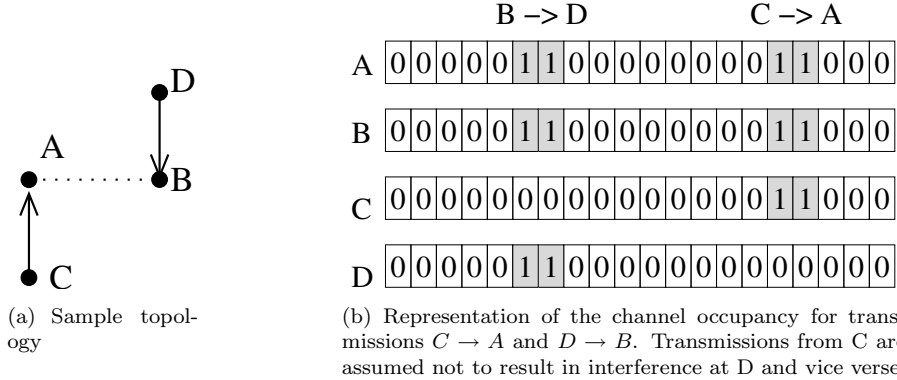 B −> D
C −> A
A 0 0 0 0 0 1 1 0 0 0 0 0 0 0 0 1 1 0 0 0
B 0 0 0 0 0 1 1 0 0 0 0 0 0 0 0 1 1 0 0 0
C 0 0 0 0 0 0 0 0 0 0 0 0 0 0 0 1 1 0 0 0
D 0 0 0 0 0 1 1 0 0 0 0 0 0 0 0 0 0 0 0 0
D
A
B
C
(a) Sample topol-
ogy
(b) Representation of the channel occupancy for trans
missions C → A and D → B. Transmissions from C are
assumed not to result in interference at D and vice verse